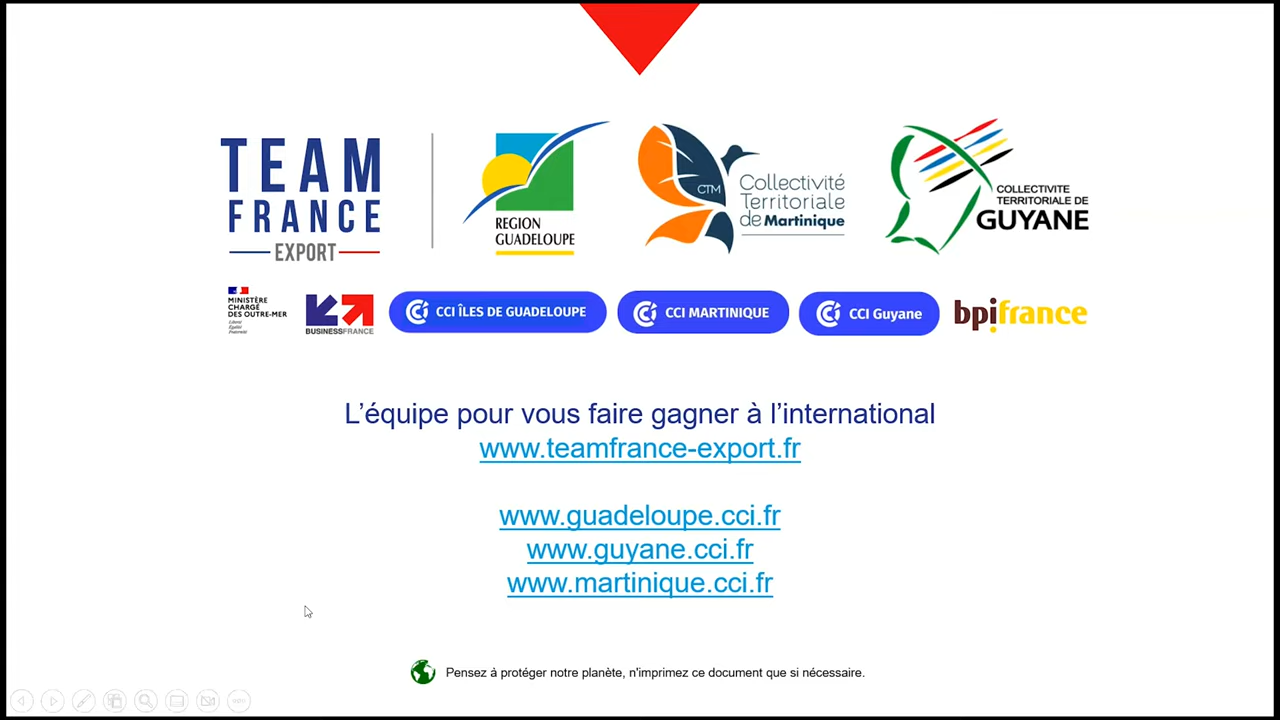 TEAM
FRANCE
EXPORT
REGION
GUADELOUPE
CTM
Collectivité
Territoriale
de Martinique
COLLECTIVITE
TERRITORIALE DE
GUYANE
MINISTÈRE
CHARGÉ
DES OUTRE-MER
Liberté
Égalité
Fraternité
BUSINESSFRANCE
CCI ÎLES DE GUADELOUPE
CCI MARTINIQUE
CCI Guyane
bpifrance
L’équipe pour vous faire gagner à l’international
www.teamfrance-export.fr
www.guadeloupe.cci.fr
www.guyane.cci.fr
www.martinique.cci.fr
Pensez à protéger notre planète, n'imprimez ce document que si nécessaire.